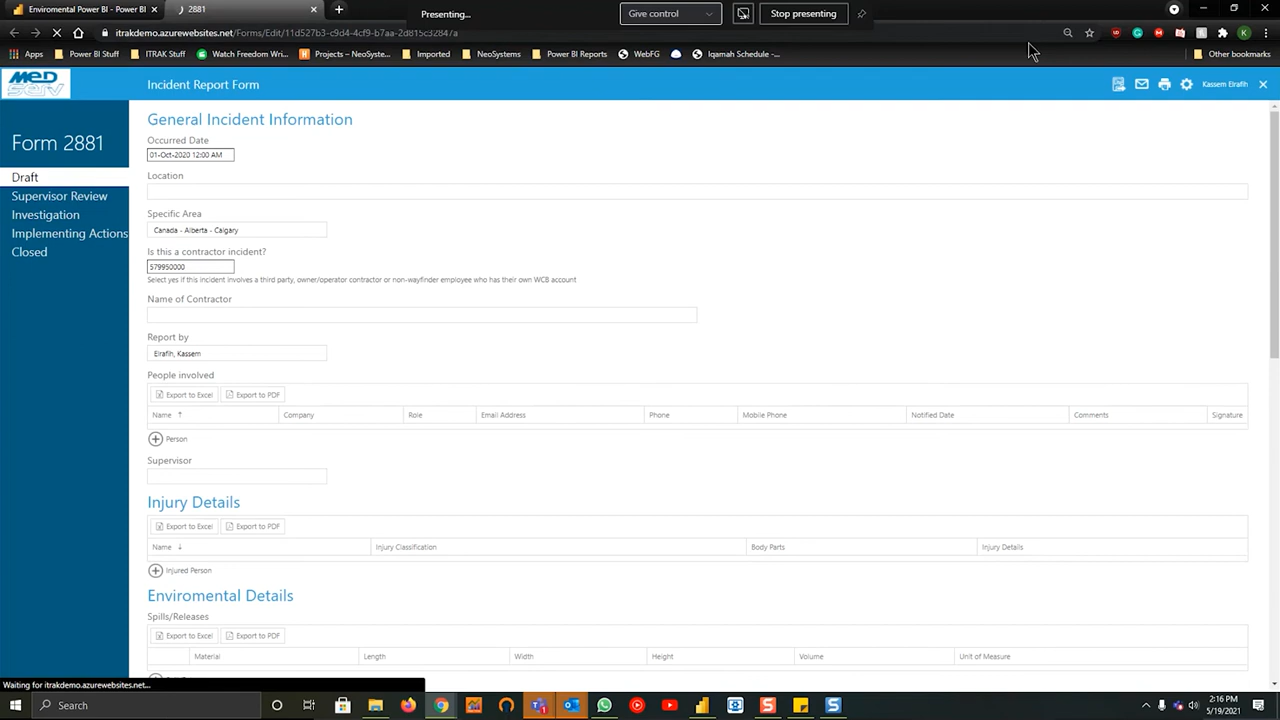 Enviromental Power BI - Power BI
2881
Presenting...
Give control
Stop presenting
itrakdemo.azurewebsites.net/Forms/Edit/11d527b3-c9d4-4cf9-b7aa-2d815c32847a
Apps
Power BI Stuff
ITRAK Stuff
Watch Freedom Wri...
Projects – NeoSyste...
Imported
NeoSystems
Power BI Reports
WebFG
Iqamah Schedule -...
Other bookmarks
MED
serv
Incident Report Form
Kassem Elrafih
Form 2881
Draft
Supervisor Review
Investigation
Implementing Actions
Closed
General Incident Information
Occurred Date
01-Oct-2020 12:00 AM
Location
Specific Area
Canada - Alberta - Calgary
Is this a contractor incident?
579950000
Select yes if this incident involves a third party, owner/operator contractor or non-wayfinder employee who has their own WCB account
Name of Contractor
Report by
Elrafih, Kassem
People involved
Export to Excel Export to PDF
Name Company Role Email Address Phone Mobile Phone Notified Date Comments Signature
Person
Supervisor
Injury Details
Export to Excel Export to PDF
Name Injury Classification Body Parts Injury Details
Injured Person
Enviromental Details
Spills/Releases
Export to Excel Export to PDF
Material Length Width Height Volume Unit of Measure
Waiting for itrakdemo.azurewebsites.net...
Search
2:16 PM
5/19/2021